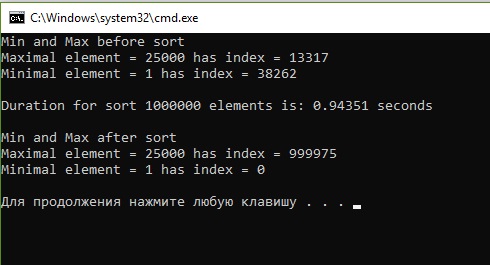 C:\Windows\system32\cmd.exe
Min and Max before sort
Maximal element = 25000 has index = 13317
Minimal element = 1 has index = 38262
Duration for sort 1000000 elements is: 0.94351 seconds
Min and Max after sort
Maximal element = 25000 has index = 999975
Minimal element = 1 has index = 0
Для продолжения нажмите любую клавишу . . .